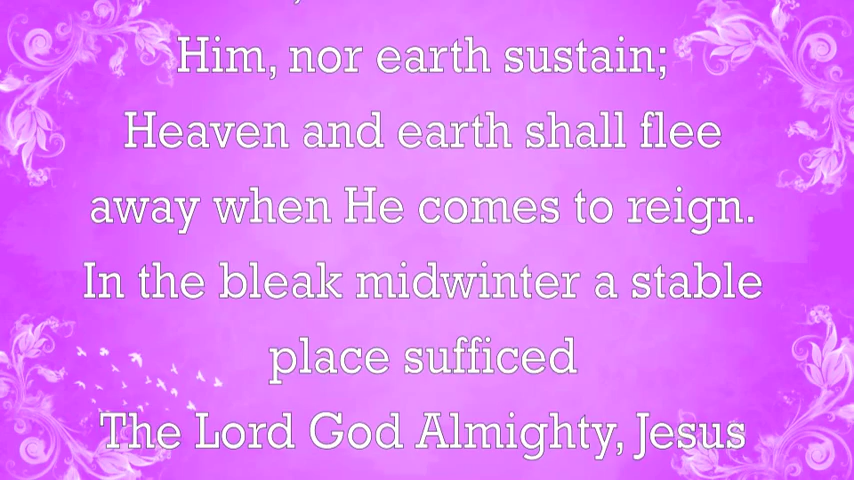 Him, nor earth sustain;
Heaven and earth shall flee
away when He comes to reign.
In the bleak midwinter a stable
place sufficed
The Lord God Almighty, Jesus